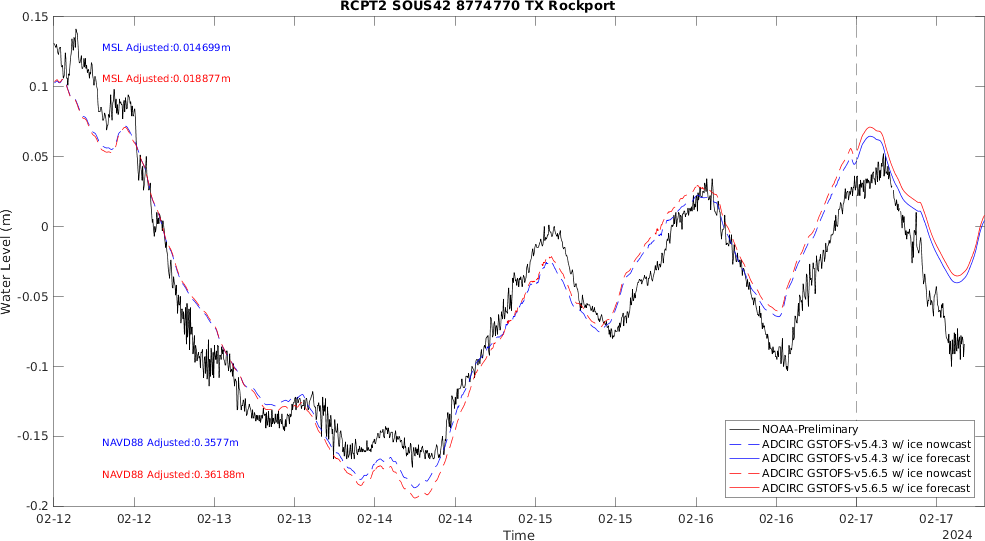 RCPT2 SOUS42 8774770 TX Rockport
0.15
0.1
0.05
0
-0.05
-0.1
-0.15
-0.2
Water Level (m)
MSL Adjusted:0.014699m
MSL Adjusted:0.018877m
NAVD88 Adjusted:0.3577m
NAVD88 Adjusted:0.36188m
NOAA-Preliminary
ADCIRC GSTOFS-v5.4.3 w/ ice nowcast
ADCIRC GSTOFS-v5.4.3 w/ ice forecast
ADCIRC GSTOFS-v5.6.5 w/ ice nowcast
ADCIRC GSTOFS-v5.6.5 w/ ice forecast
02-12 02-12 02-13 02-13 02-14 02-14 02-15 02-15 02-16 02-16 02-17 02-17
Time
2024